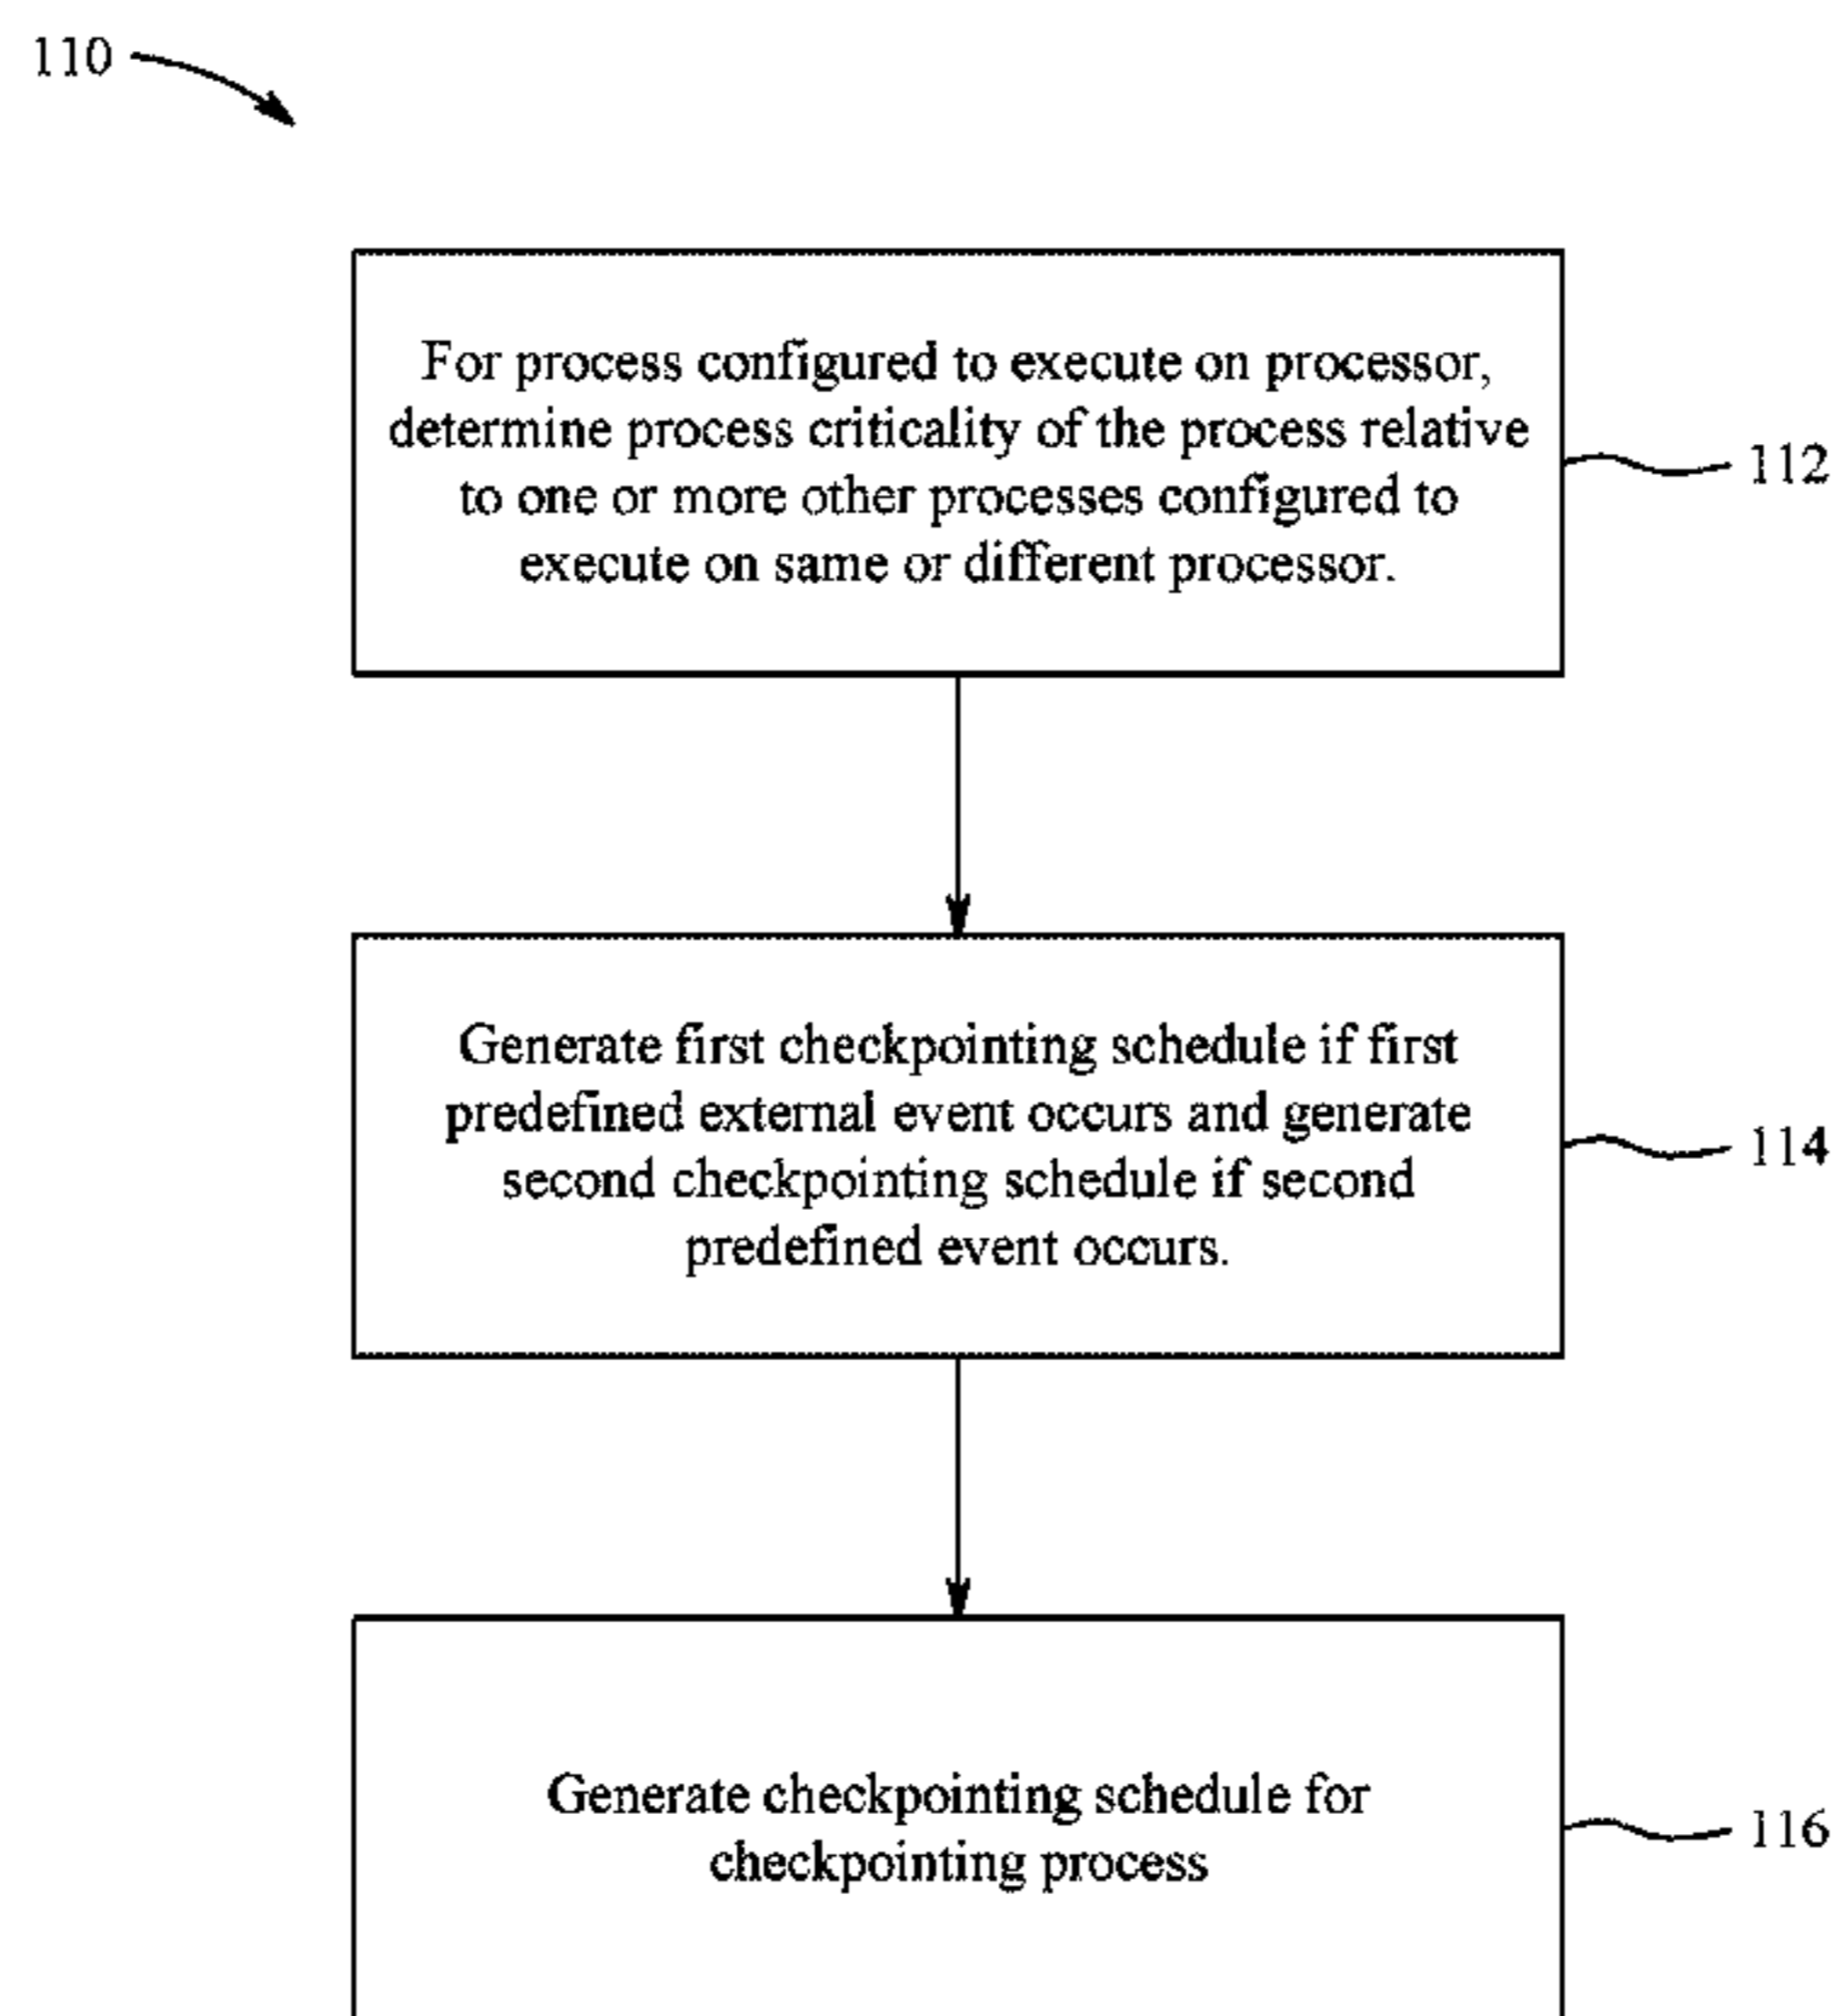 110
For process configured to execute on processor,
determine process criticality of the process relative
to one or more other processes configured to
execute on same or different processor.
112
Generate first checkpointing schedule if first
predefined external event occurs and generate
second checkpointing schedule if second
predefined event occurs.
114
Generate checkpointing schedule for
checkpointing process
116